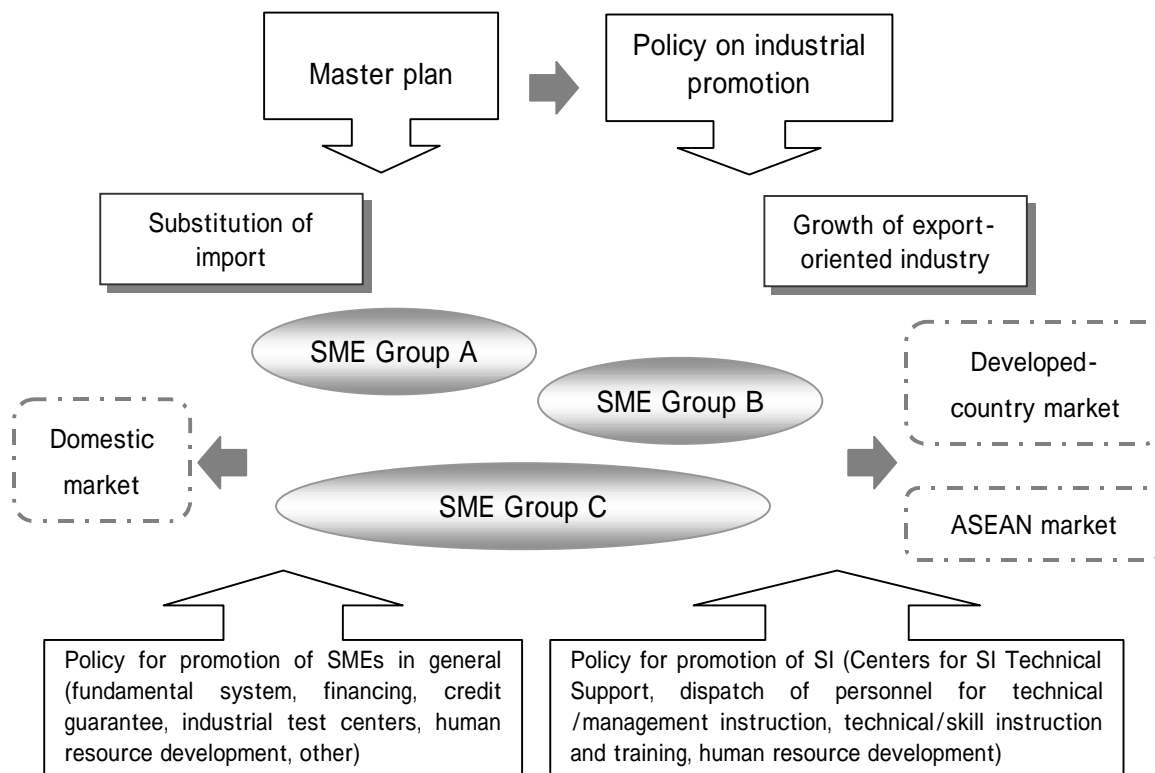 Master plan
Policy on industrial
promotion
Substitution of
import
Growth of export-
oriented industry
SME Group A
SME Group B
Developed-
country market
Domestic
market
SME Group C
ASEAN market
Policy for promotion of SMEs in general
(fundamental system, financing, credit
guarantee, industrial test centers, human
resource development, other)
Policy for promotion of SI (Centers for SI Technical
Support, dispatch of personnel for technical
/management instruction, technical/skill instruction
and training, human resource development)